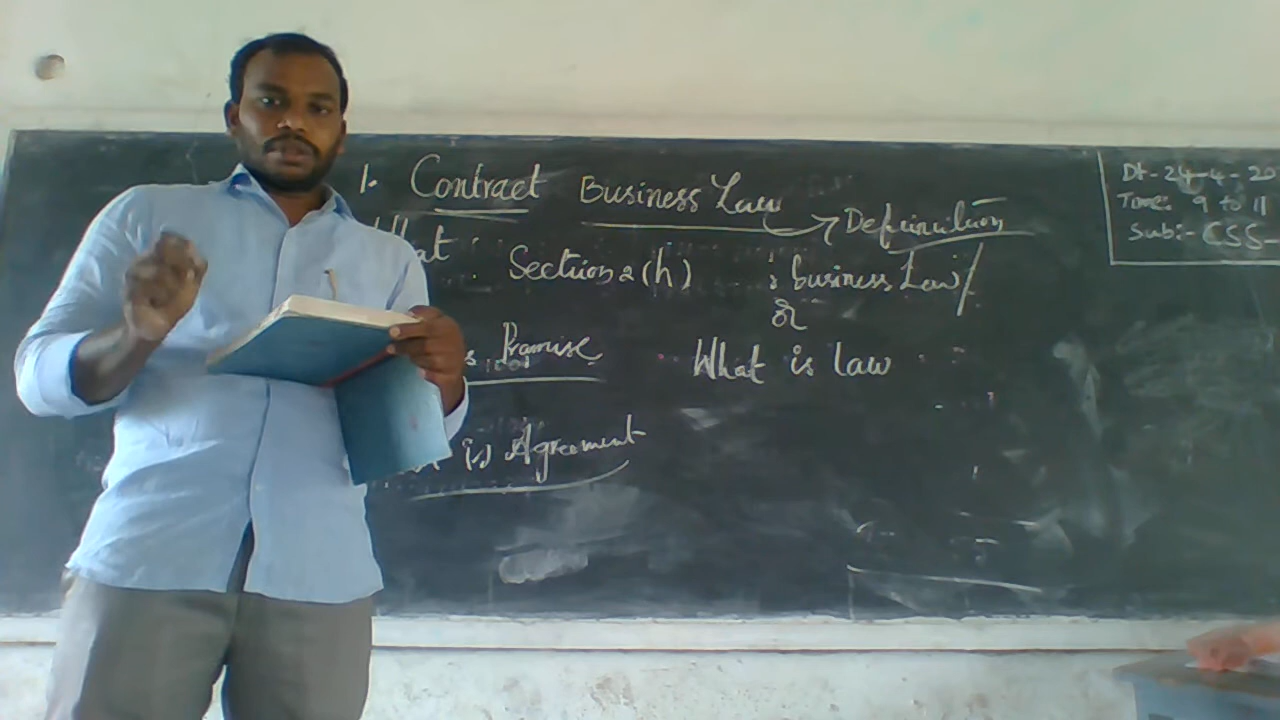 1. Contract Business Law → Definition
What
Section 2(h) : business Law/
or
Promise What is law
is Agreement
Dt - 24-4-20
Time: 9 to 11
Sub:- CSS-